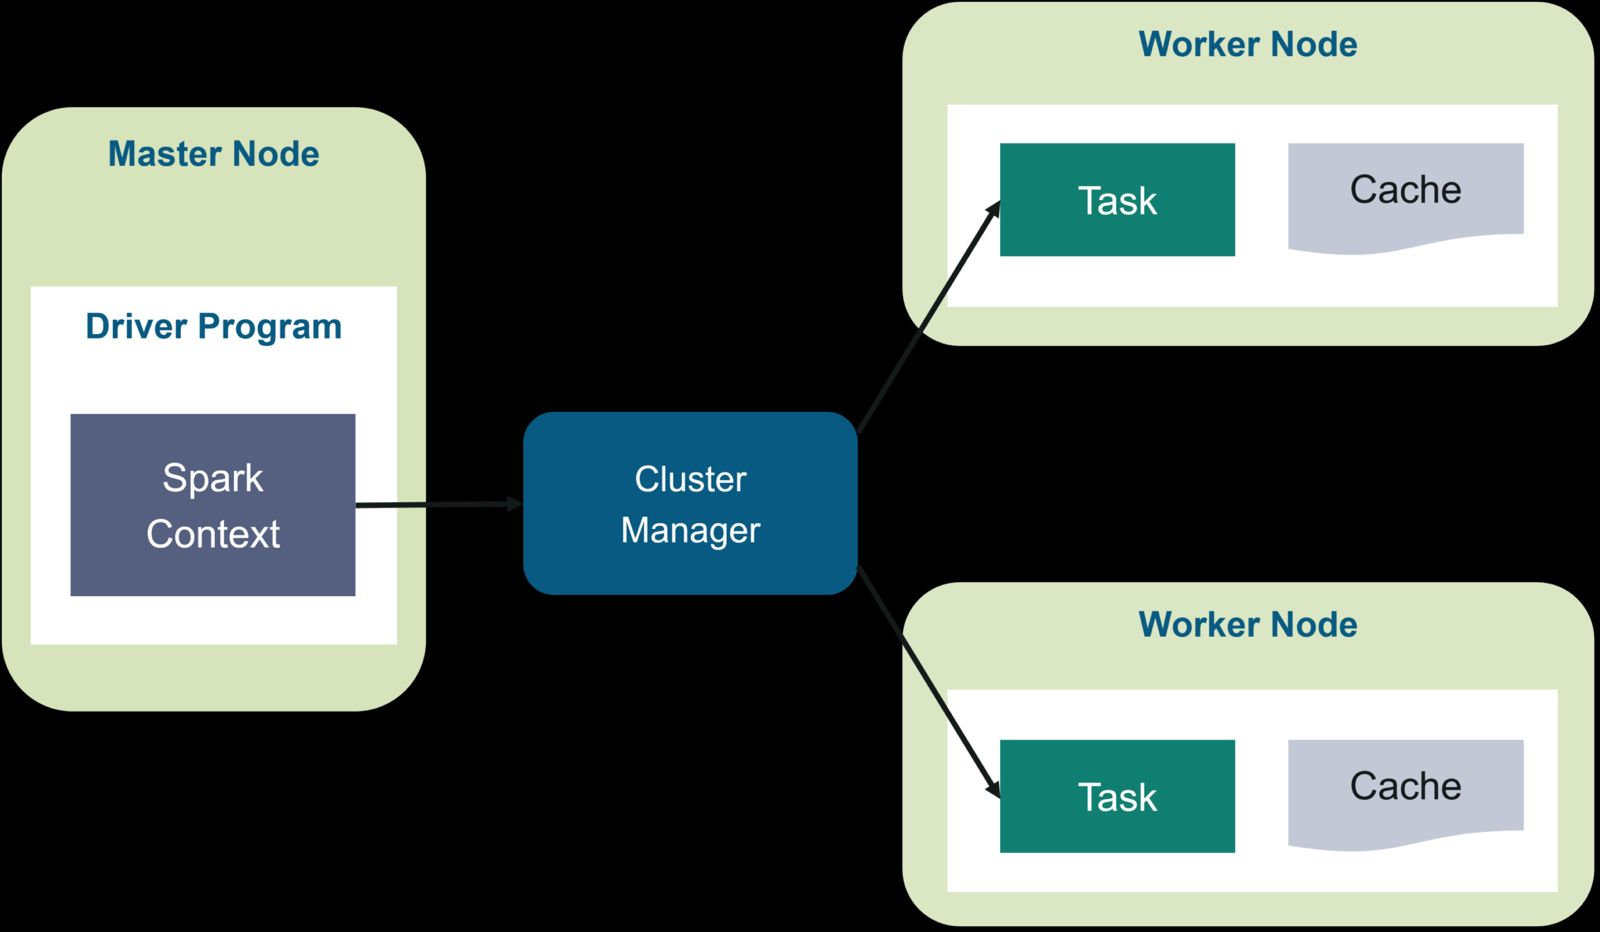 Master Node
Driver Program
Spark
Context
Cluster
Manager
Worker Node
Task
Cache
Worker Node
Task
Cache